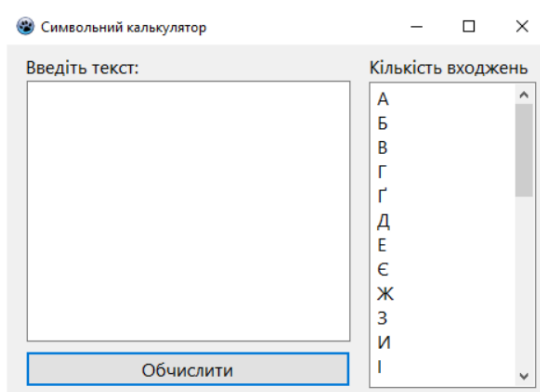 Символьний калькулятор
Введіть текст:
Кількість входжень
А
Б
В
Г
Ґ
Д
Е
Є
Ж
З
И
І
Обчислити